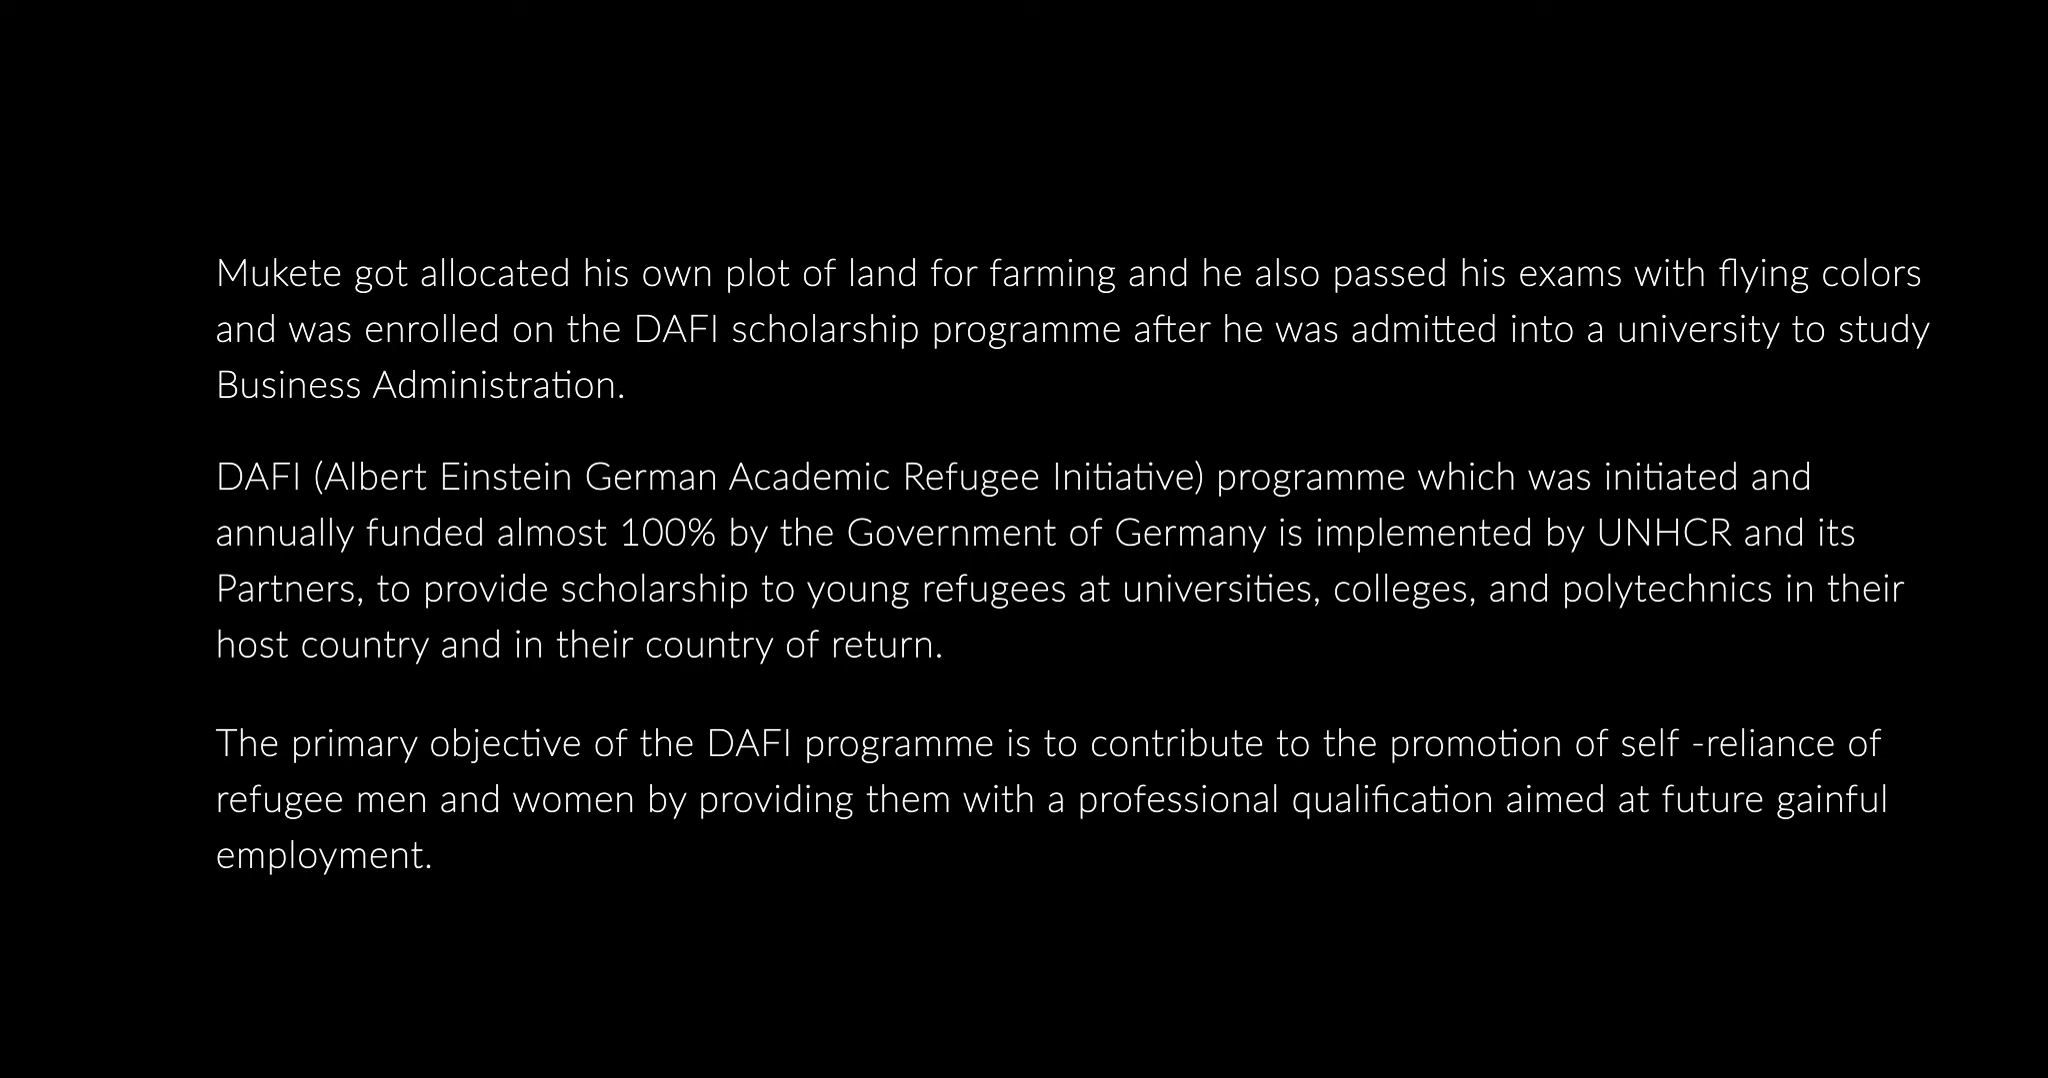 Mukete got allocated his own plot of land for farming and he also passed his exams with flying colors
and was enrolled on the DAFI scholarship programme after he was admitted into a university to study
Business Administration.
DAFI (Albert Einstein German Academic Refugee Initiative) programme which was initiated and
annually funded almost 100% by the Government of Germany is implemented by UNHCR and its
Partners, to provide scholarship to young refugees at universities, colleges, and polytechnics in their
host country and in their country of return.
The primary objective of the DAFI programme is to contribute to the promotion of self -reliance of
refugee men and women by providing them with a professional qualification aimed at future gainful
employment.